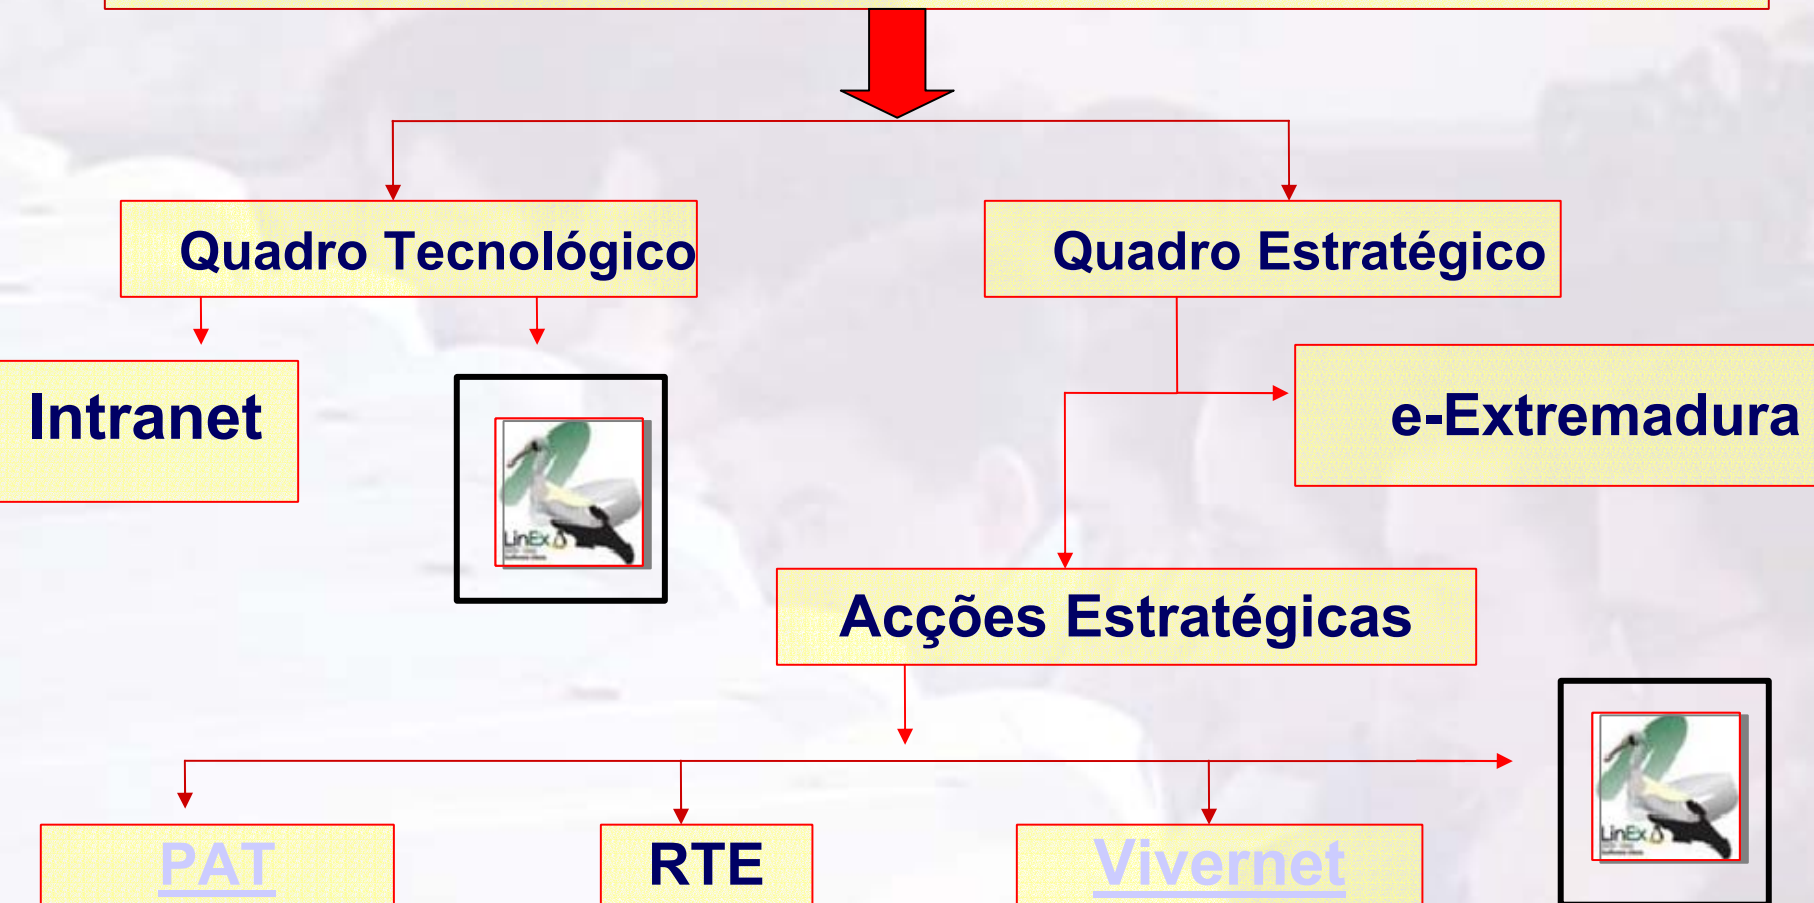 Quadro Tecnológico
Quadro Estratégico
Intranet
e-Extremadura
LinEx
Acções Estratégicas
LinEx
PAT
RTE
Vivernet